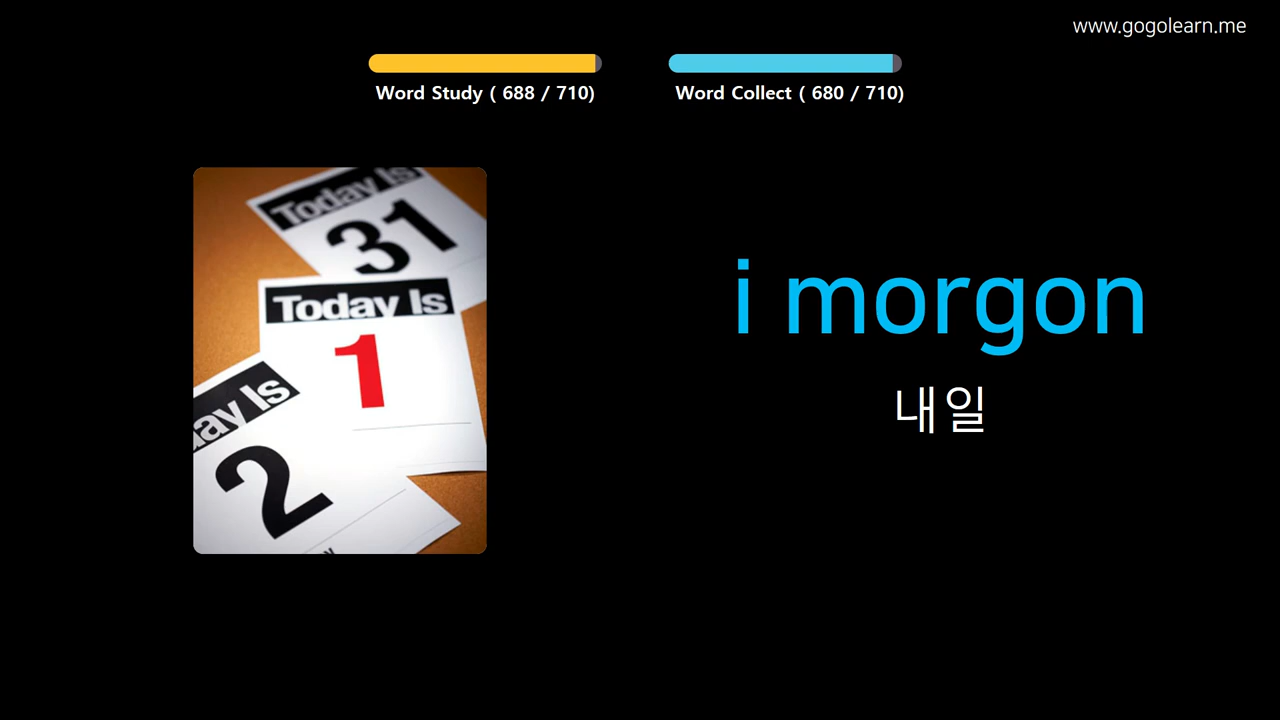 www.gogolearn.me
Word Study ( 688 / 710)
Word Collect ( 680 / 710)
Today Is
31
Today Is
1
ay Is
2
i morgon
내일